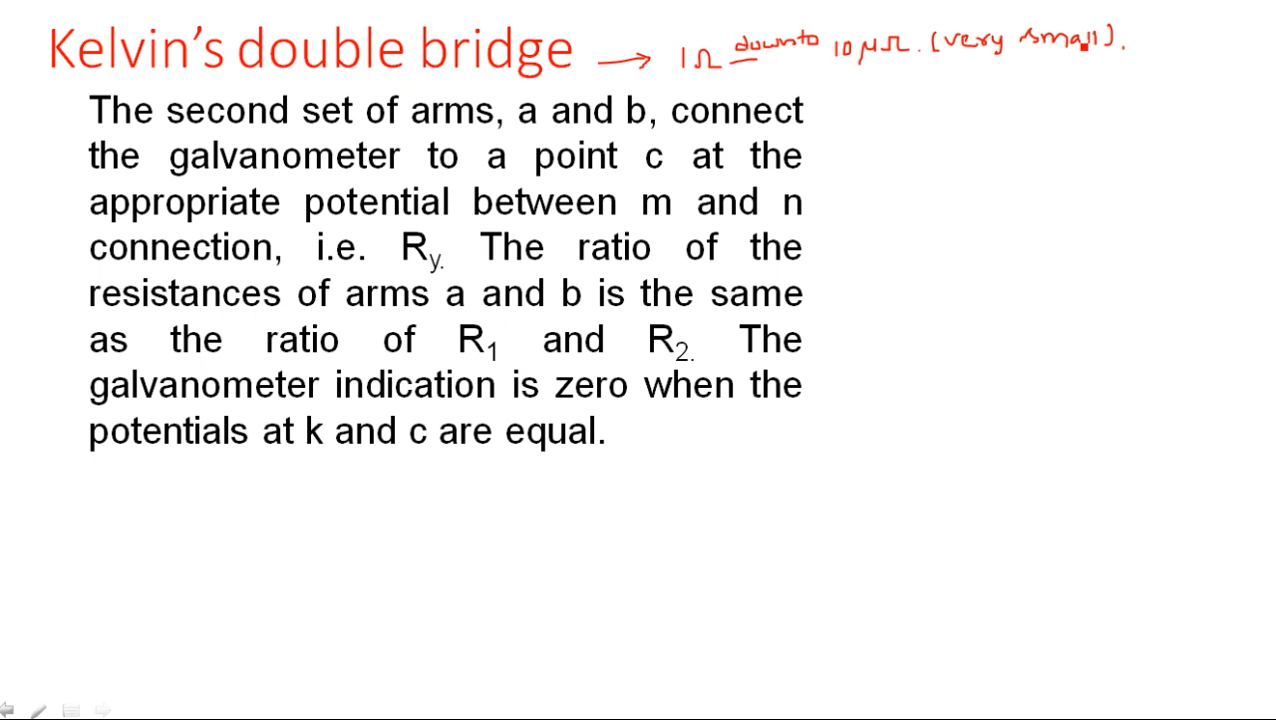 Kelvin's double bridge → 1Ω downto 10 μΩ. (very small).
The second set of arms, a and b, connect
the galvanometer to a point c at the
appropriate potential between m and n
connection, i.e. Ry. The ratio of the
resistances of arms a and b is the same
as the ratio of R1 and R2. The
galvanometer indication is zero when the
potentials at k and c are equal.